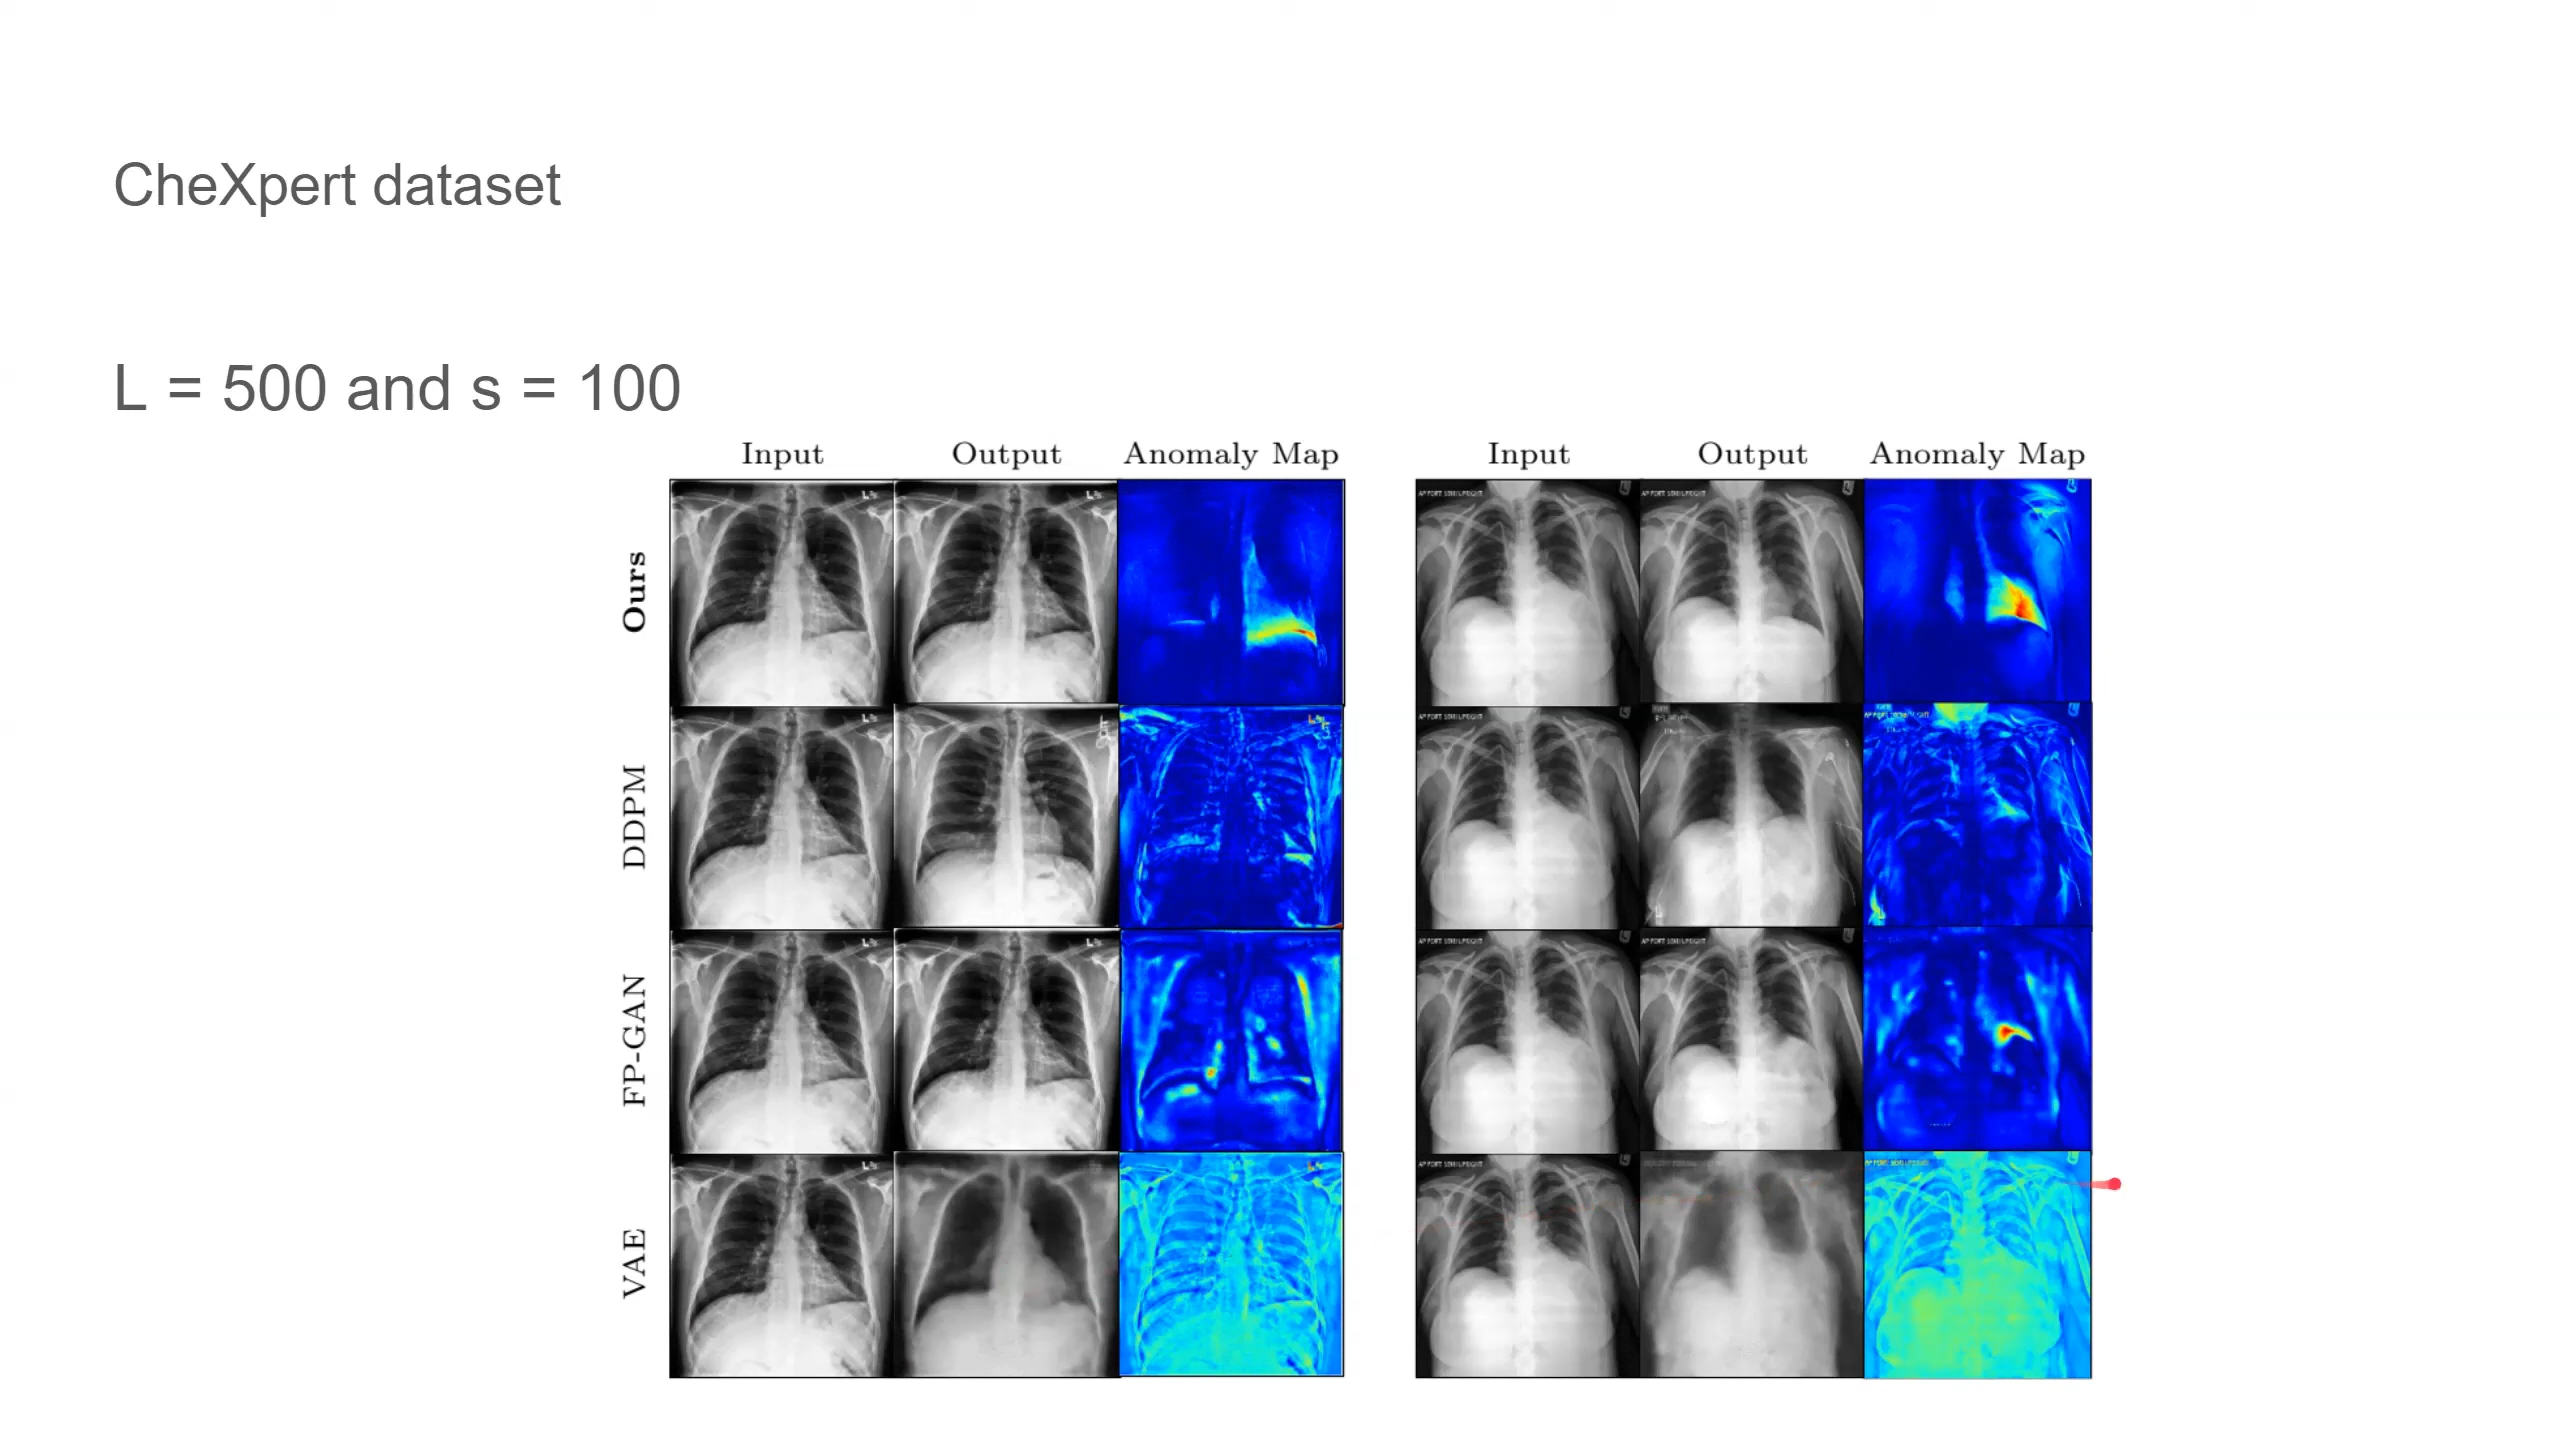 CheXpert dataset
L = 500 and s = 100
Input Output Anomaly Map Input Output Anomaly Map
Ours
DDPM
FP-GAN
VAE